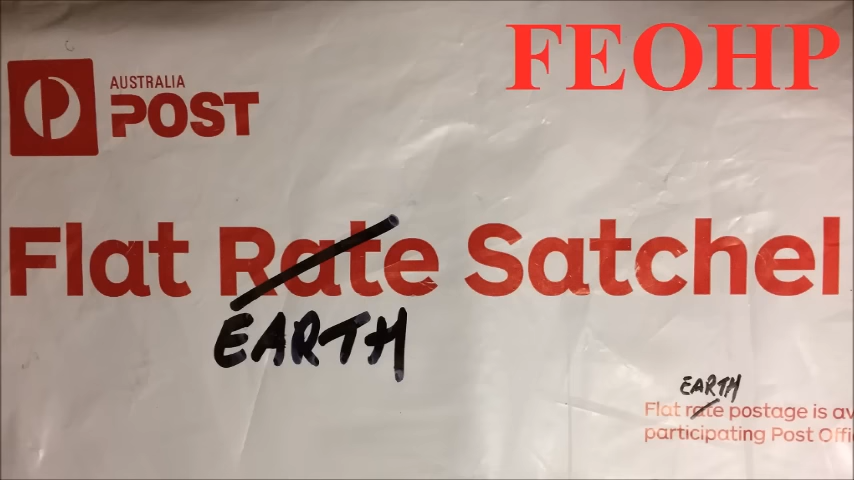 FEOHP
AUSTRALIA
POST
Flat Rate Satchel
EARTH
EARTH
Flat rate postage is av
participating Post Offi